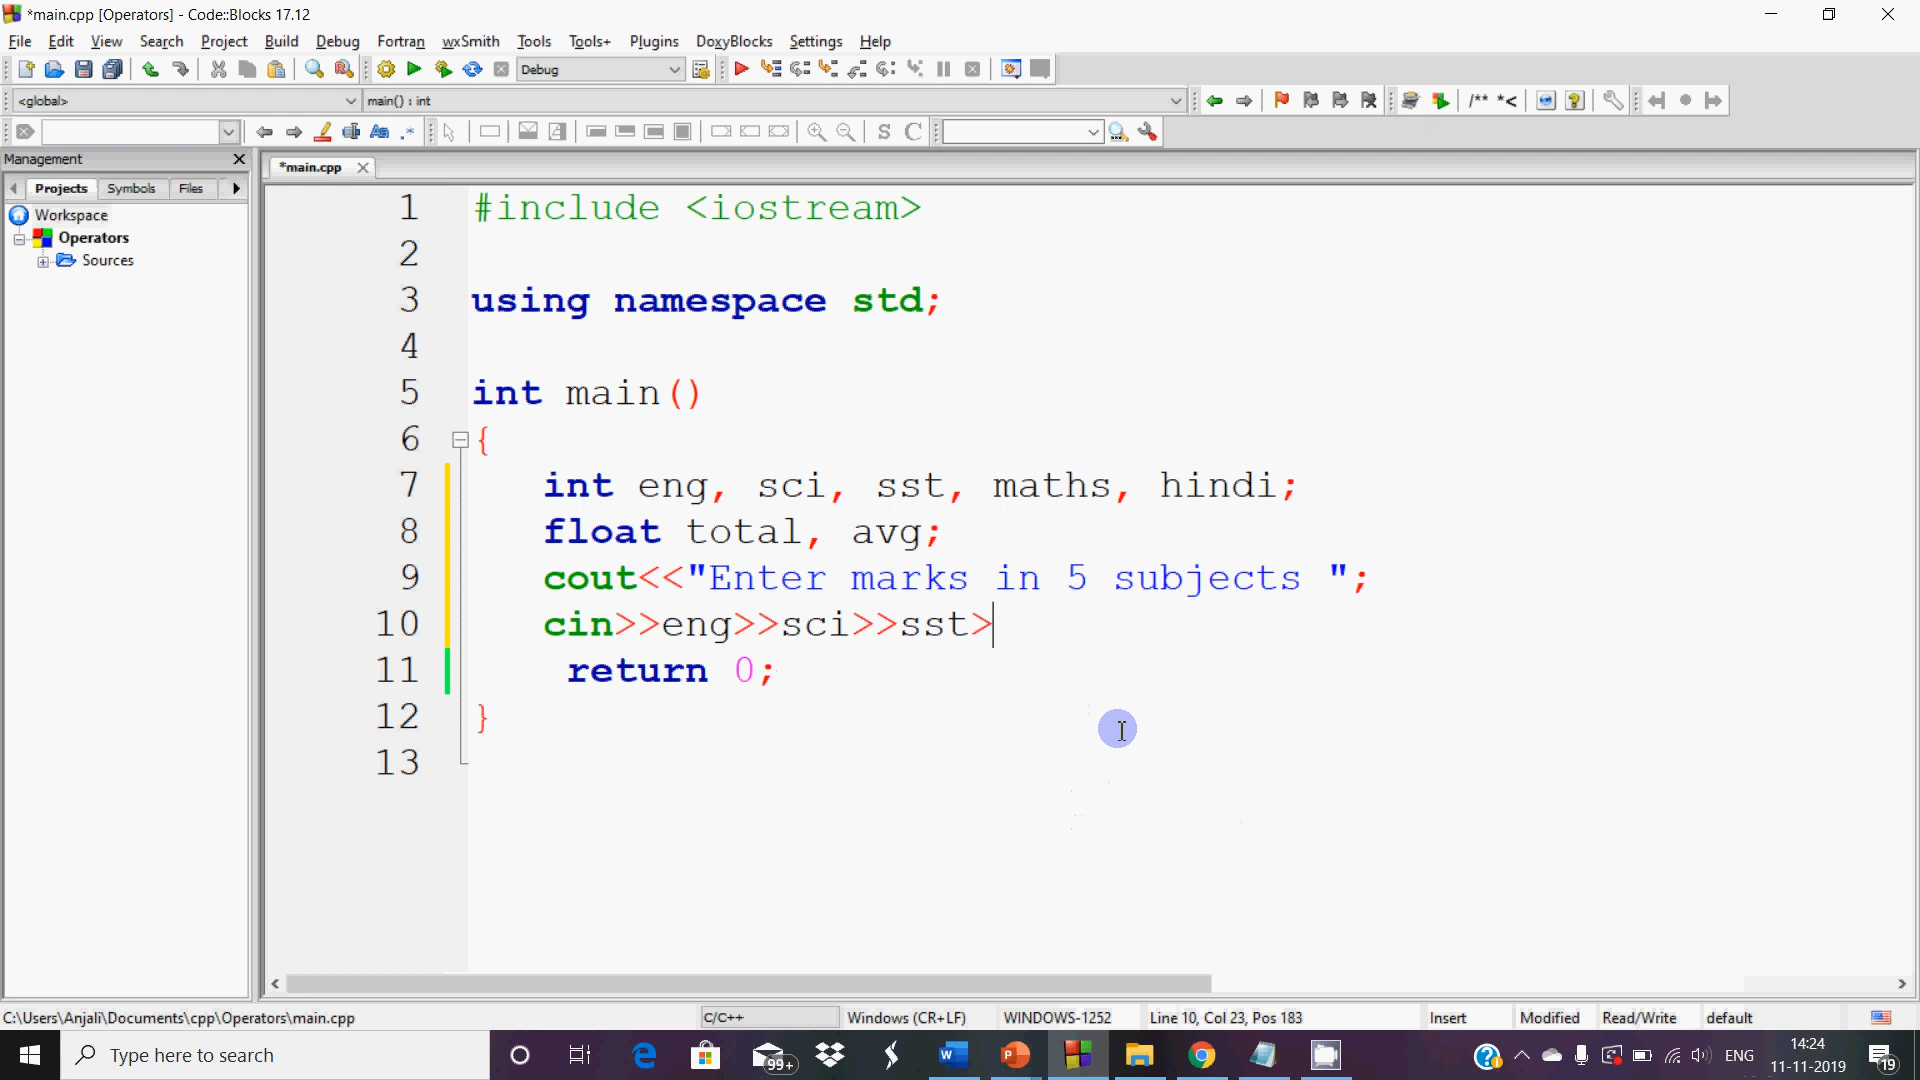 *main.cpp [Operators] - Code::Blocks 17.12
File Edit View Search Project Build Debug Fortran wxSmith Tools Tools+ Plugins DoxyBlocks Settings Help
Debug
<global> main() : int /** *<
Aa .* S C
Management
*main.cpp
Projects Symbols Files
Workspace
Operators
Sources
1 #include <iostream>
2
3 using namespace std;
4
5 int main()
6 {
7 int eng, sci, sst, maths, hindi;
8 float total, avg;
9 cout<<"Enter marks in 5 subjects ";
10 cin>>eng>>sci>>sst>
11 return 0;
12 }
13
C:\Users\Anjali\Documents\cpp\Operators\main.cpp C/C++ Windows (CR+LF) WINDOWS-1252 Line 10, Col 23, Pos 183 Insert Modified Read/Write default
Type here to search 99+ ENG 14:24
11-11-2019 19